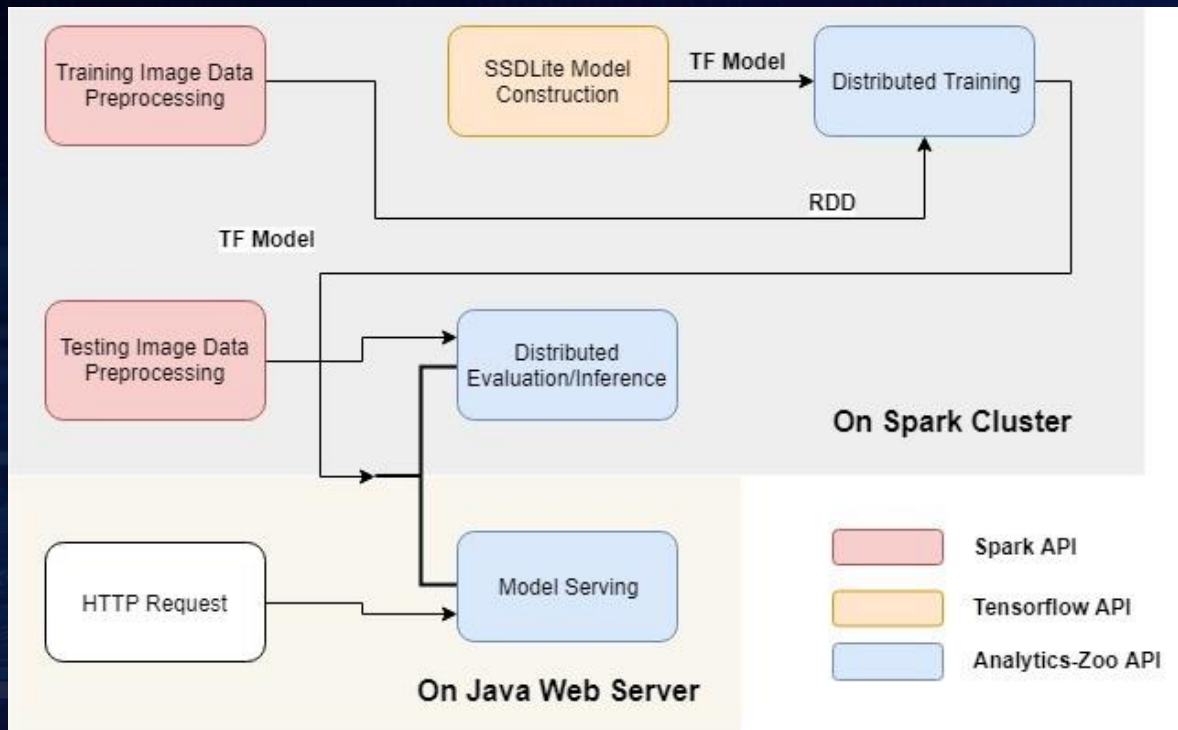 Training Image Data
Preprocessing
SSDLite Model
Construction
TF Model
Distributed Training
RDD
TF Model
Testing Image Data
Preprocessing
Distributed
Evaluation/Inference
On Spark Cluster
HTTP Request
Model Serving
On Java Web Server
Spark API
Tensorflow API
Analytics-Zoo API